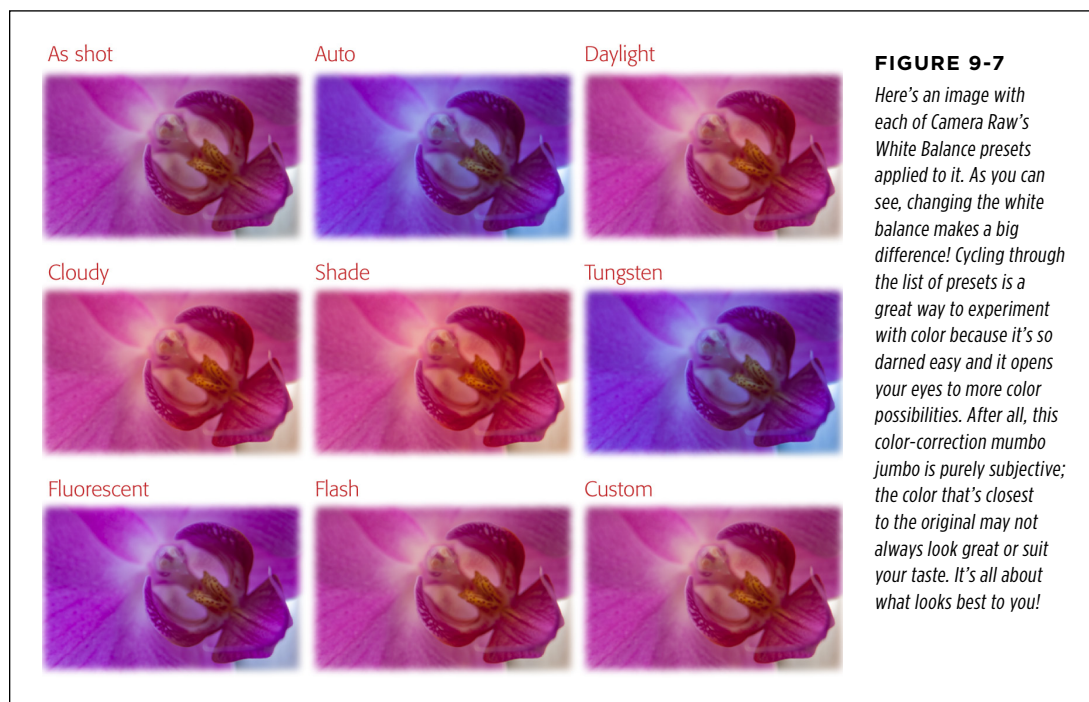 As shot
Auto
Daylight
Cloudy
Shade
Tungsten
Fluorescent
Flash
Custom
FIGURE 9-7
Here's an image with
each of Camera Raw's
White Balance presets
applied to it. As you can
see, changing the white
balance makes a big
difference! Cycling through
the list of presets is a
great way to experiment
with color because it's so
darned easy and it opens
your eyes to more color
possibilities. After all, this
color-correction mumbo
jumbo is purely subjective;
the color that's closest
to the original may not
always look great or suit
your taste. It's all about
what looks best to you!